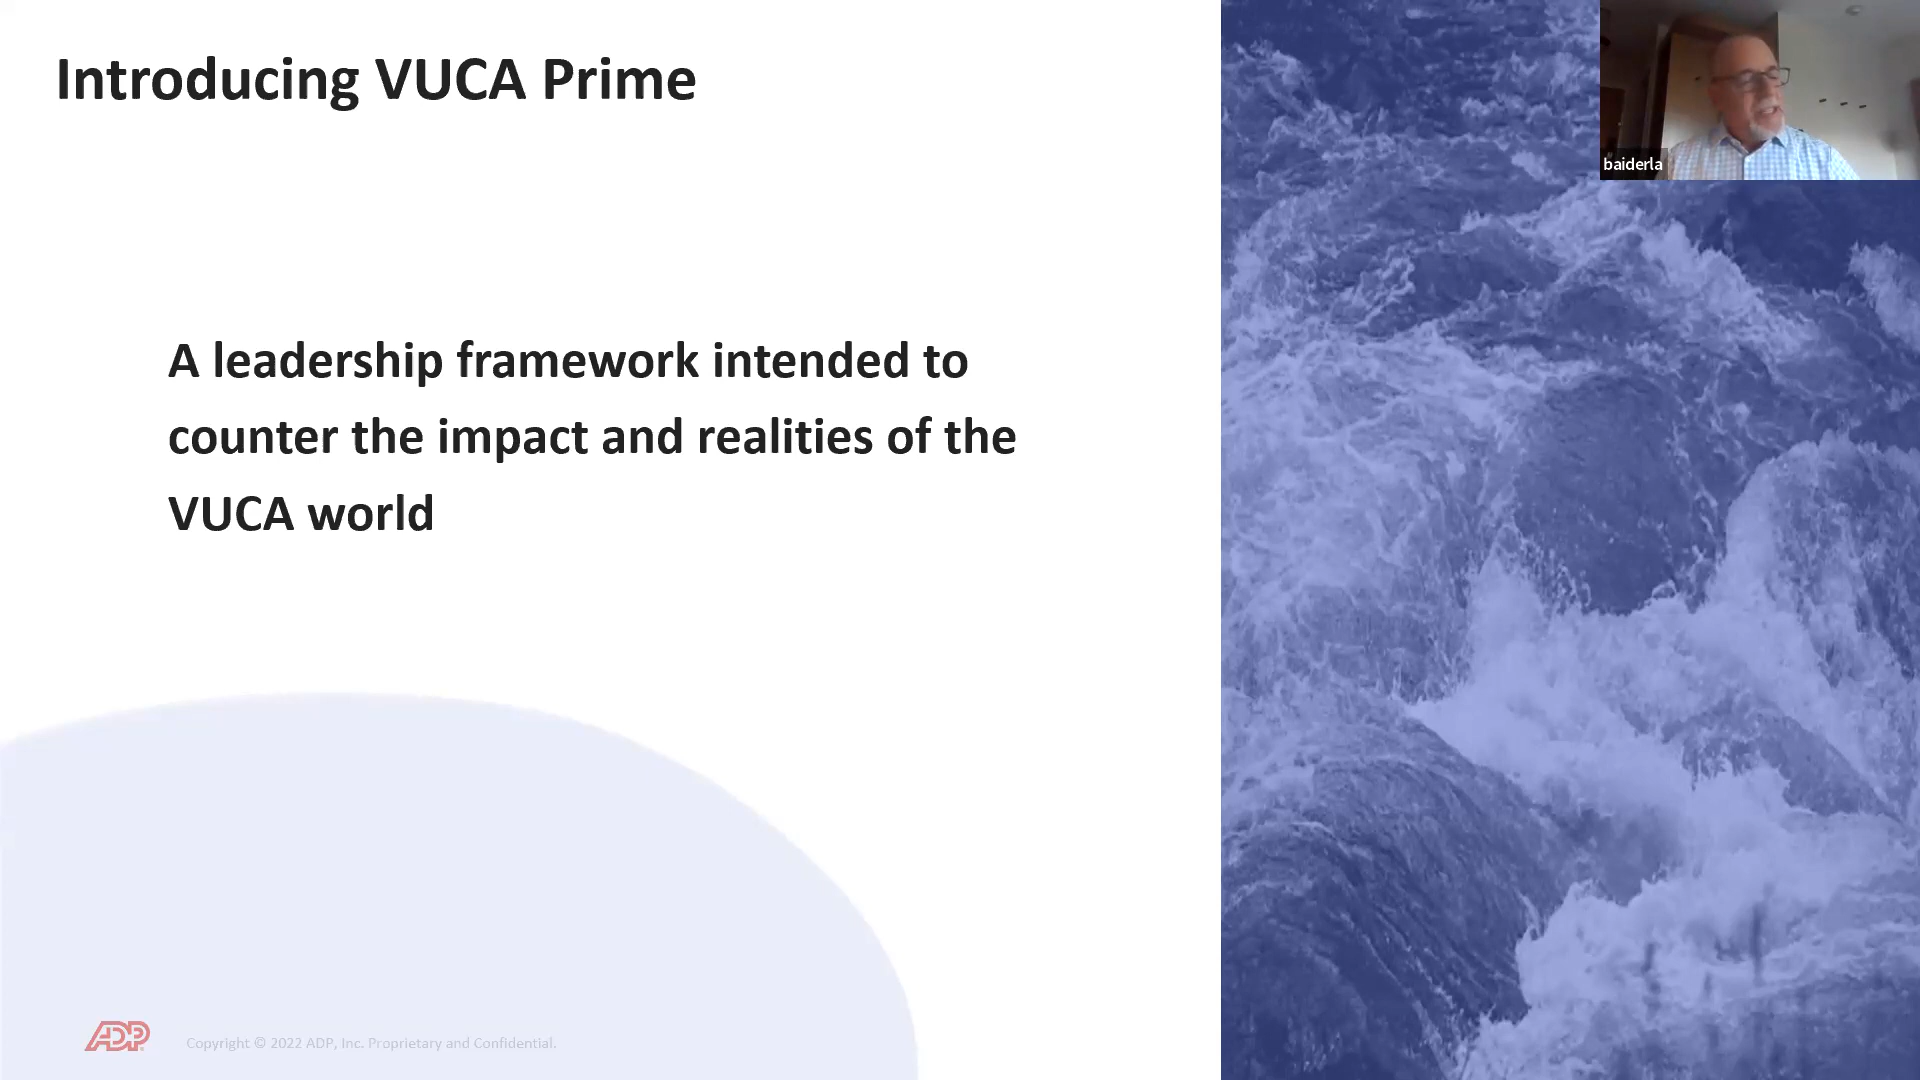 Introducing VUCA Prime
baiderla
A leadership framework intended to
counter the impact and realities of the
VUCA world
ADP
Copyright © 2022 ADP, Inc. Proprietary and Confidential.